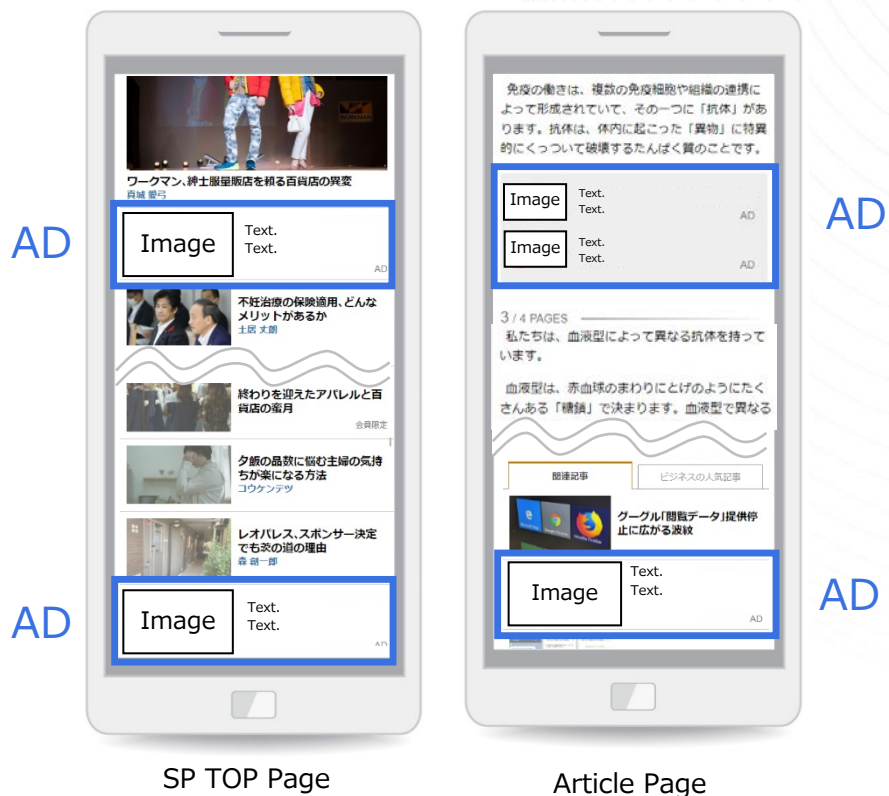 ワークマン、紳士服量販店を頼る百貨店の異変
真城 愛弓
AD
Image
Text.
Text.
AD
不妊治療の保険適用、どんな
メリットがあるか
土居 丈朗
終わりを迎えたアパレルと百
貨店の蜜月
会員限定
夕飯の品数に悩む主婦の気持
ちが楽になる方法
コウケンテツ
レオパレス、スポンサー決定
でも茨の道の理由
森 創一郎
AD
Image
Text.
Text.
AD
SP TOP Page
免疫の働きは、複数の免疫細胞や組織の連携に
よって形成されていて、その一つに「抗体」があ
ります。抗体は、体内に起こった「異物」に特異
的にくっついて破壊するたんぱく質のことです。
Image
Text.
Text.
AD
Image
Text.
Text.
AD
AD
3 / 4 PAGES
私たちは、血液型によって異なる抗体を持って
います。
血液型は、赤血球のまわりにとげのようにたく
さんある「糖鎖」で決まります。血液型で異なる
関連記事
ビジネスの人気記事
グーグル「閲覧データ」提供停
止に広がる波紋
Image
Text.
Text.
AD
AD
Article Page